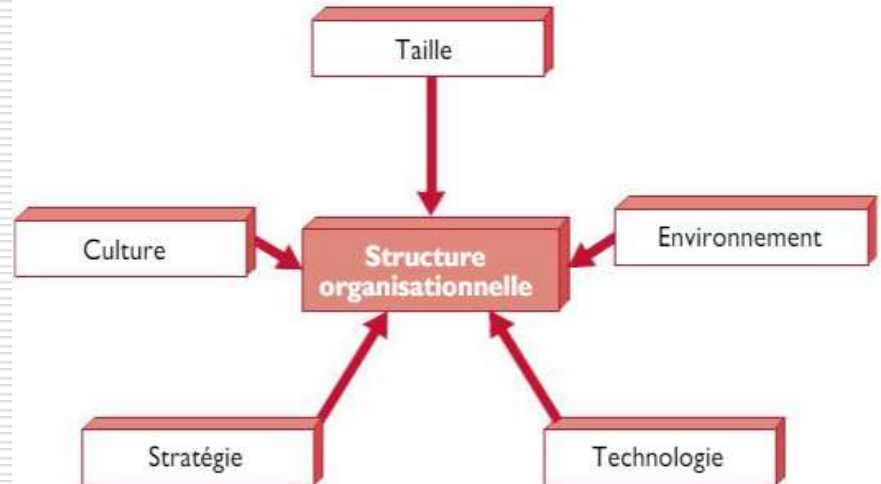 Taille
Culture
Structure
organisationnelle
Environnement
Stratégie
Technologie